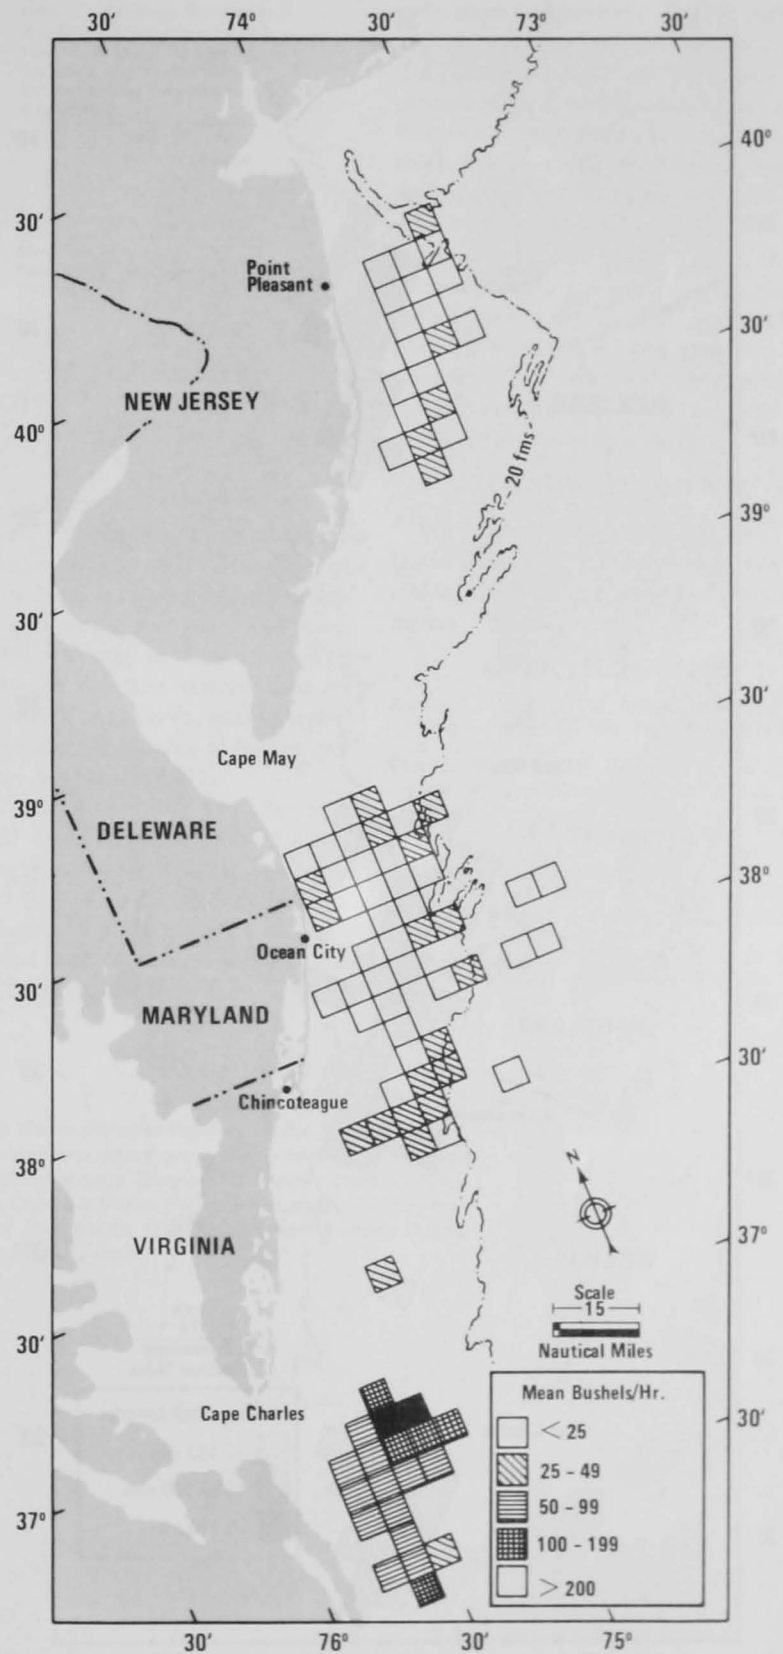 30' 74° 30' 73° 30'
40°
30'
Point
Pleasant
30'
NEW JERSEY
40°
20 fms
39°
30'
30'
Cape May
39°
DELEWARE
38°
Ocean City
30'
MARYLAND
30'
Chincoteague
38°
N
37°
VIRGINIA
Scale
15
30'
Nautical Miles
Mean Bushels/Hr.
Cape Charles
30'
< 25
25 - 49
50 - 99
37°
100 - 199
> 200
30' 76° 30' 75°